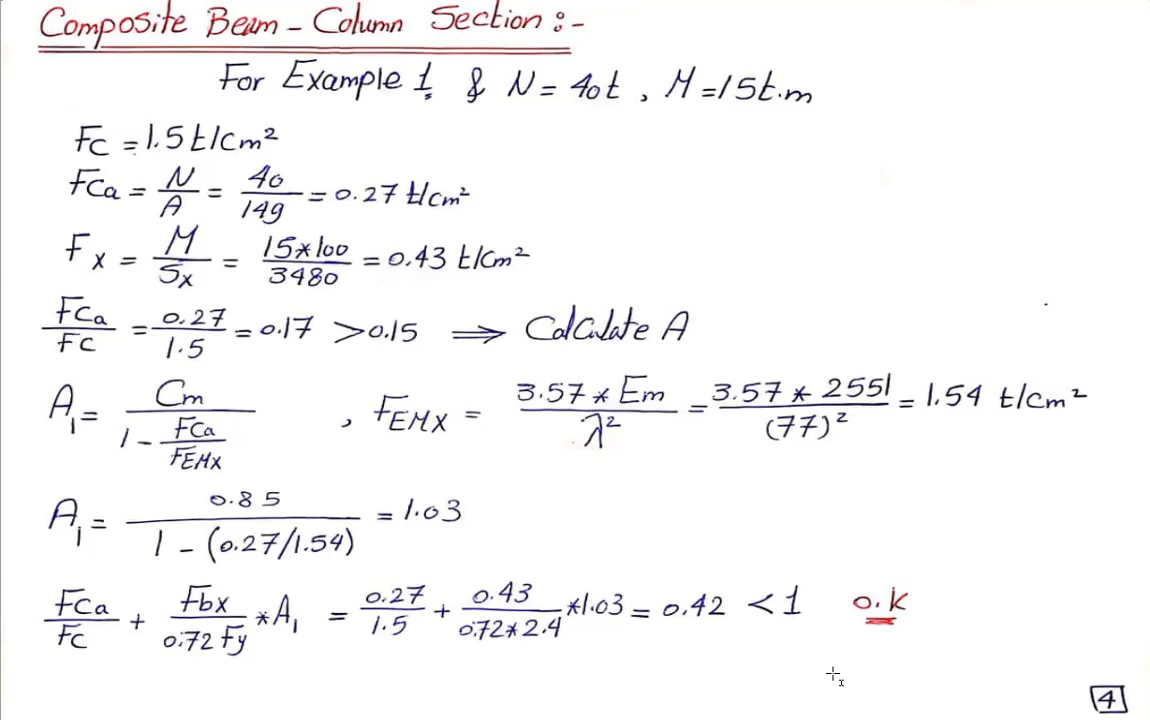 Composite Beam - Column Section :-
For Example 1 & N = 40t , M = 15t.m
Fc = 1.5 t/cm²
FCa = N/A = 40/149 = 0.27 t/cm²
Fx = M/Sx = 15*100/3480 = 0.43 t/cm²
FCa/FC = 0.27/1.5 = 0.17 > 0.15 ⟹ Calculate A
A₁ = Cm/(1 - FCa/FEMX) , FEMX = 3.57 * Em/λ² = 3.57 * 2551/(77)² = 1.54 t/cm²
A₁ = 0.85/(1 - (0.27/1.54)) = 1.03
FCa/FC + Fbx/(0.72 Fy) * A₁ = 0.27/1.5 + 0.43/(0.72*2.4) *1.03 = 0.42 < 1 o.k
4